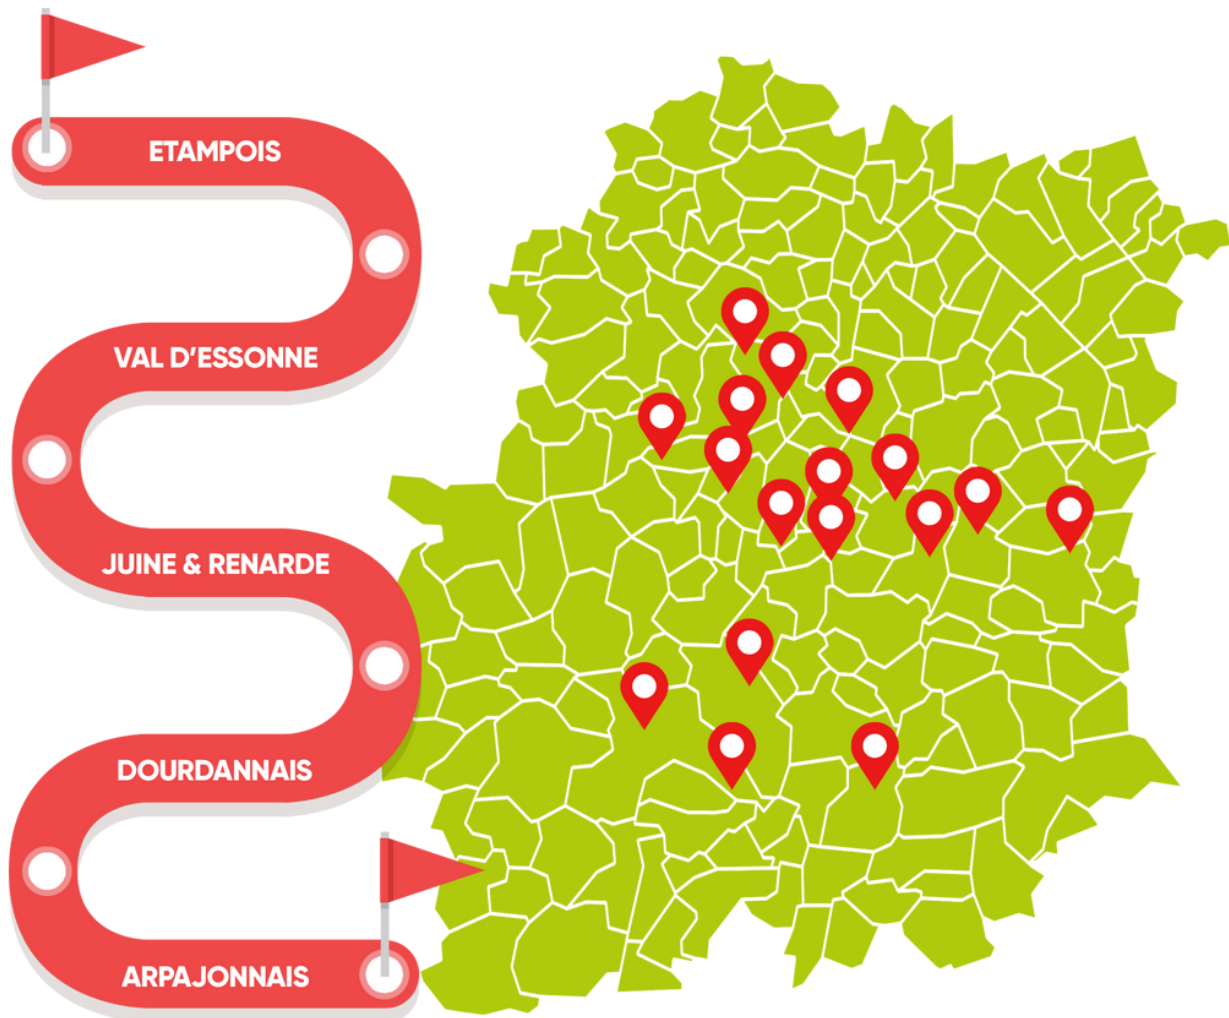 ETAMPOIS
VAL D’ESSONNE
JUINE & RENARDE
DOURDANNAIS
ARPAJONNAIS